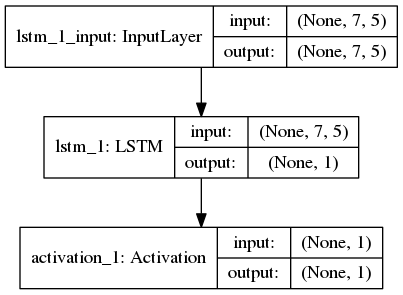 lstm_1_input: InputLayer
input: (None, 7, 5)
output: (None, 7, 5)
lstm_1: LSTM
input: (None, 7, 5)
output: (None, 1)
activation_1: Activation
input: (None, 1)
output: (None, 1)